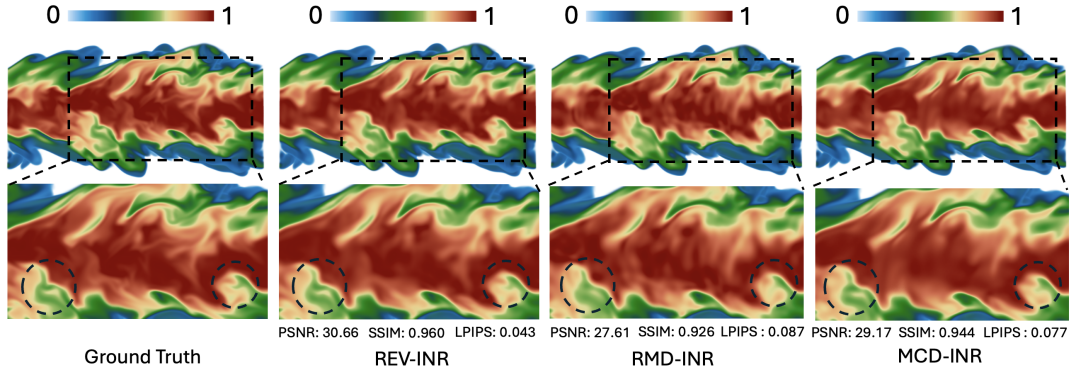 0 1 0 1 0 1 0 1
PSNR: 30.66 SSIM: 0.960 LPIPS: 0.043 PSNR: 27.61 SSIM: 0.926 LPIPS : 0.087 PSNR: 29.17 SSIM: 0.944 LPIPS : 0.077
Ground Truth REV-INR RMD-INR MCD-INR